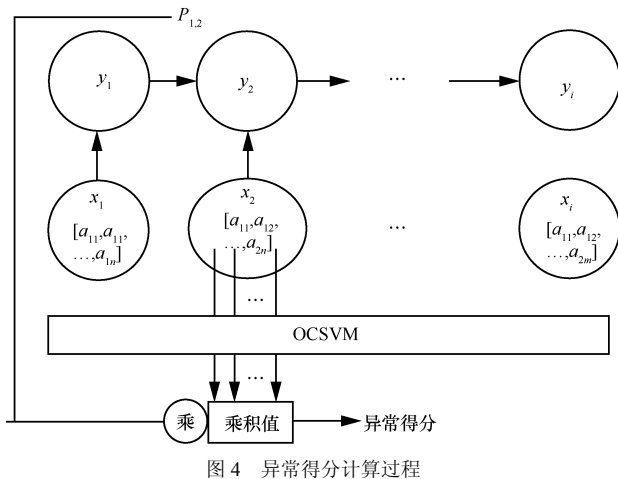 P1,2
y1 y2 … yi
x1 x2 xi
[a11,a11, [a11,a12, … [a11,a12,
…,a1n] …,a2n] …,a2m]
…
OCSVM
…
乘 乘积值 异常得分
图 4 异常得分计算过程